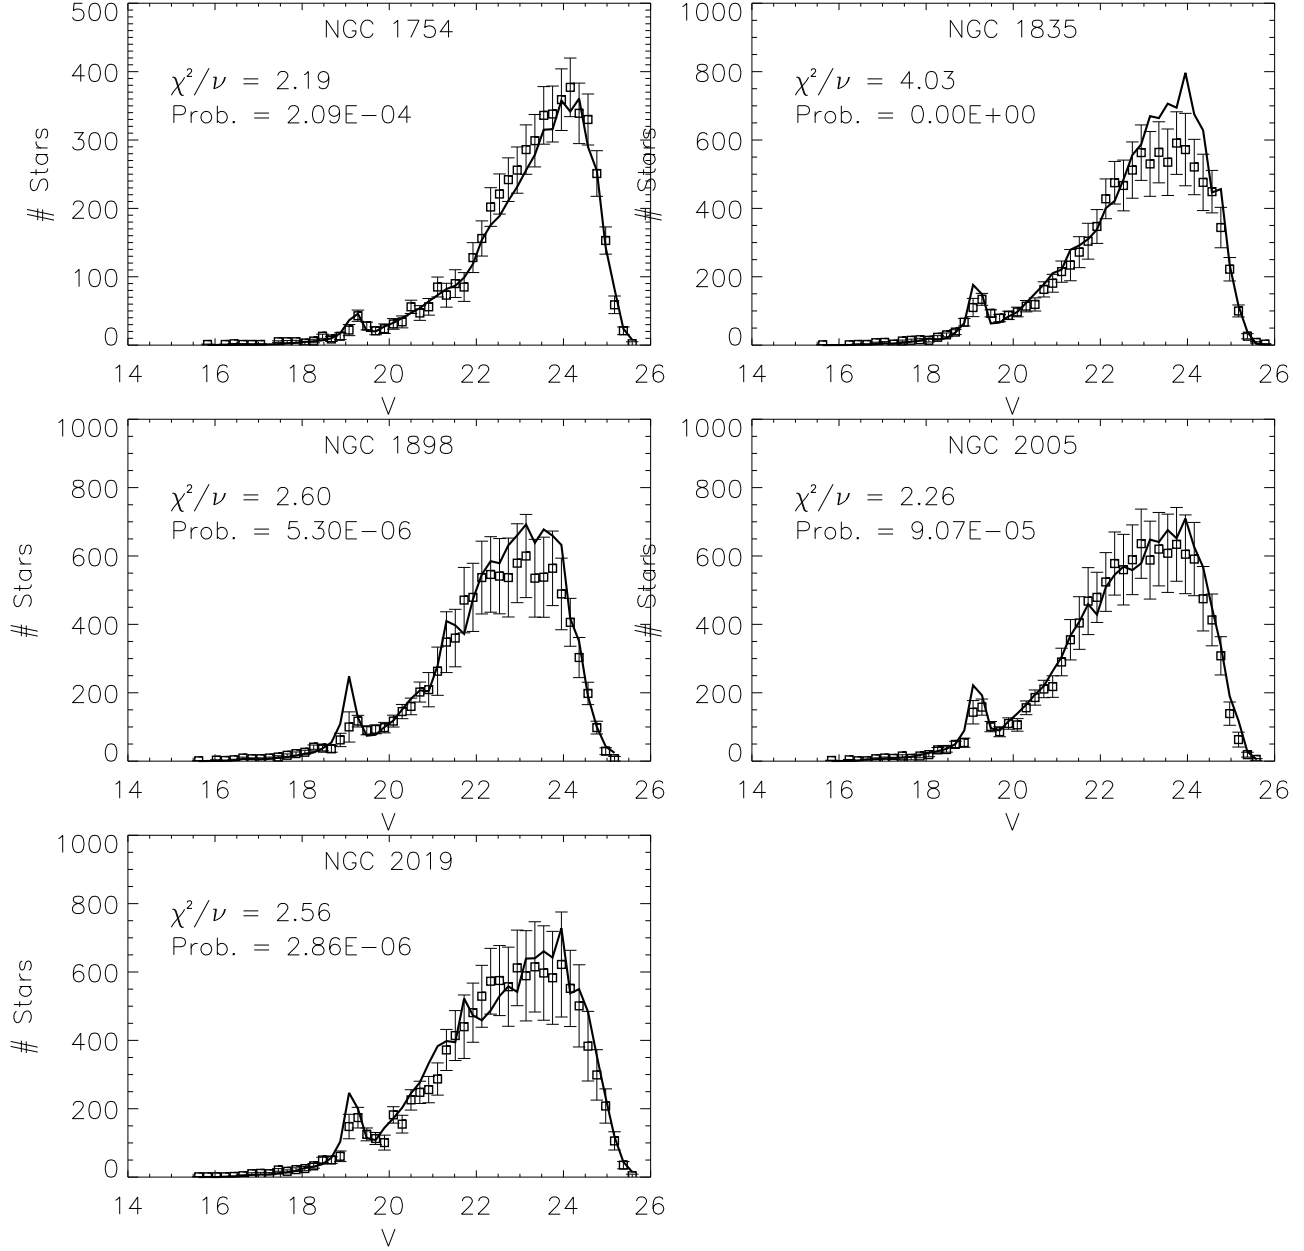 NGC 1754
χ²/ν = 2.19
Prob. = 2.09E−04
# Stars
500
400
300
200
100
0
14 16 18 20 22 24 26
V
NGC 1835
χ²/ν = 4.03
Prob. = 0.00E+00
# Stars
1000
800
600
400
200
0
14 16 18 20 22 24 26
V
NGC 1898
χ²/ν = 2.60
Prob. = 5.30E−06
# Stars
1000
800
600
400
200
0
14 16 18 20 22 24 26
V
NGC 2005
χ²/ν = 2.26
Prob. = 9.07E−05
# Stars
1000
800
600
400
200
0
14 16 18 20 22 24 26
V
NGC 2019
χ²/ν = 2.56
Prob. = 2.86E−06
# Stars
1000
800
600
400
200
0
14 16 18 20 22 24 26
V